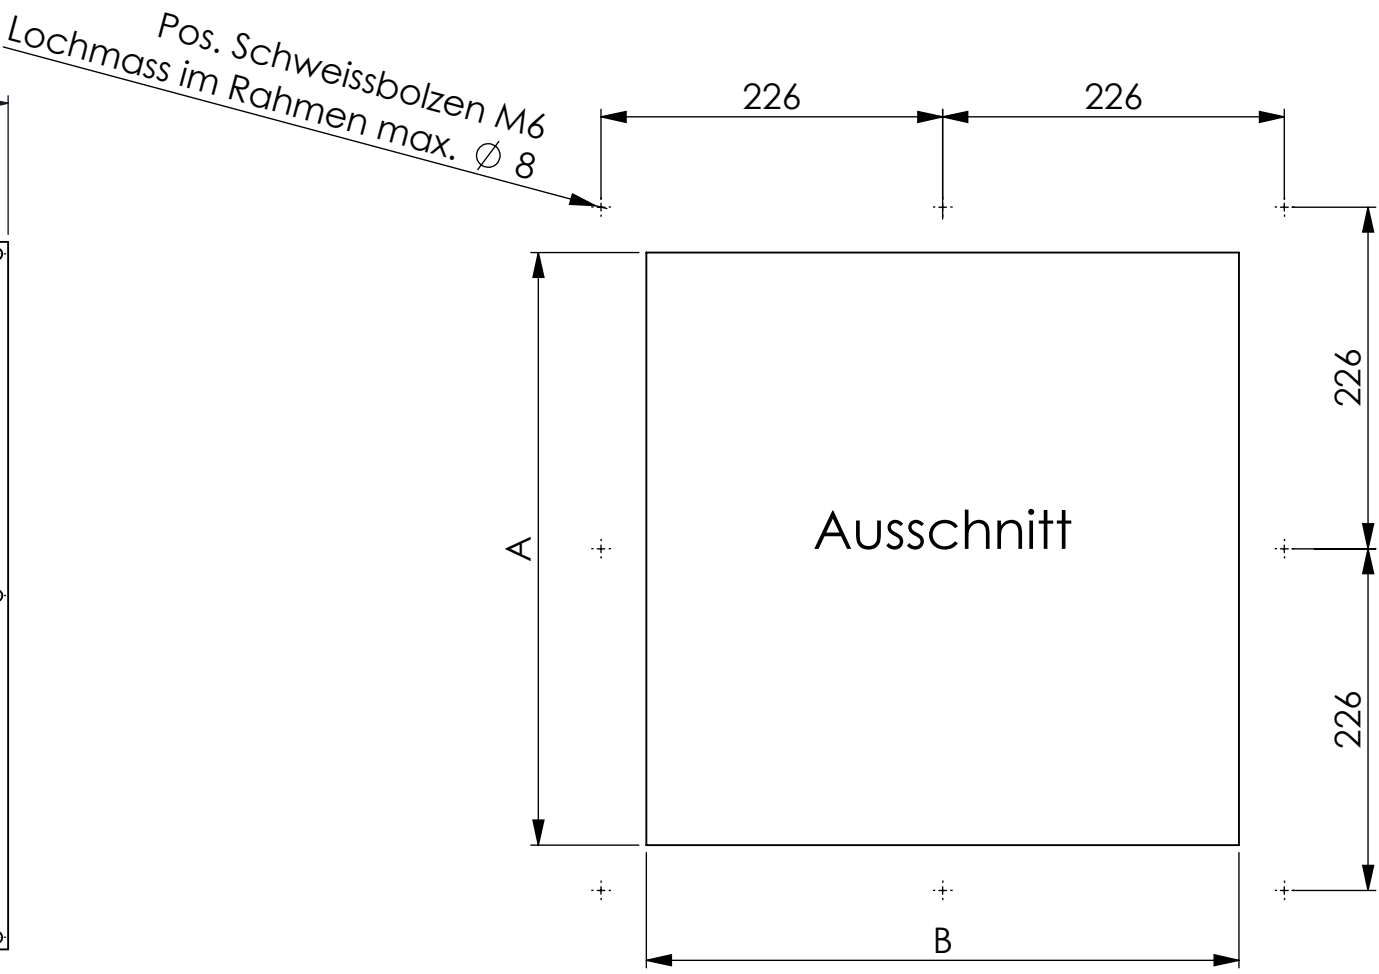 Pos. Schweissbolzen M6
Lochmass im Rahmen max. Ø 8
226
226
226
A
Ausschnitt
226
B